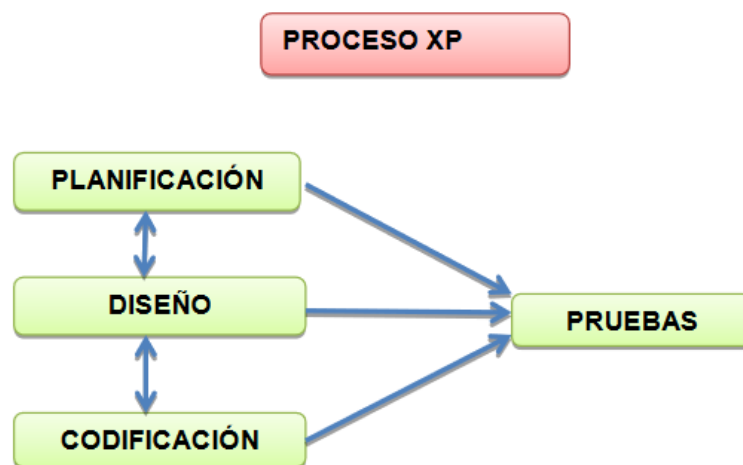 PROCESO XP
PLANIFICACIÓN
DISEÑO
PRUEBAS
CODIFICACIÓN